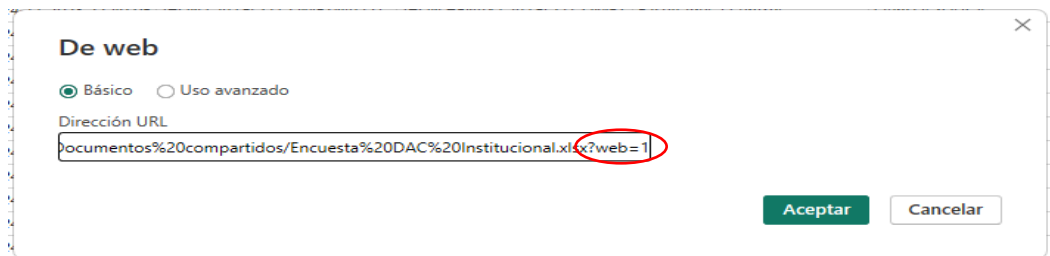 De web
Básico Uso avanzado
Dirección URL
Documentos%20compartidos/Encuesta%20DAC%20Institucional.xlsx?web=1
Aceptar Cancelar